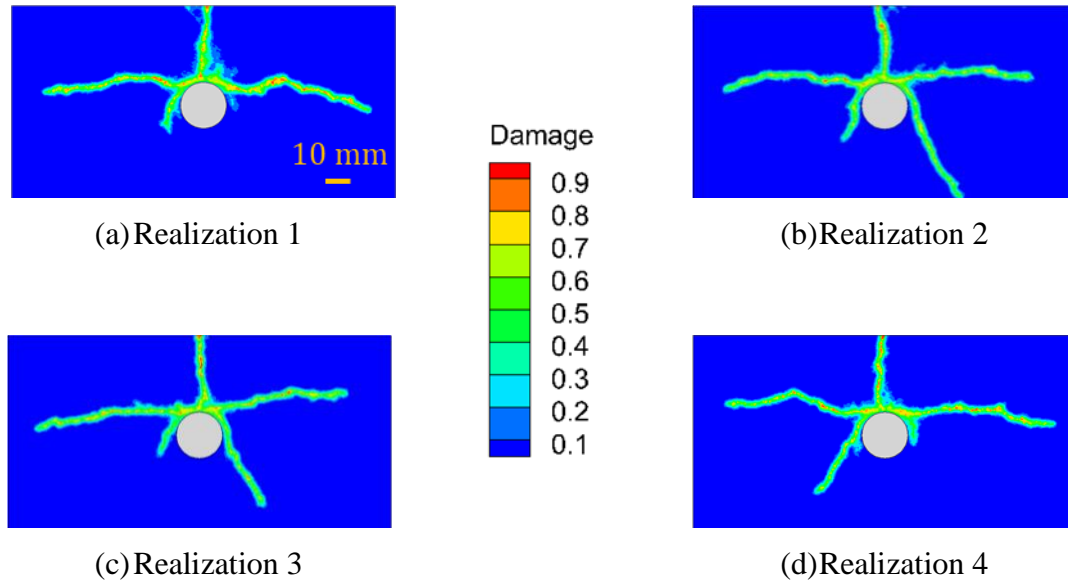 10 mm
(a) Realization 1
(b) Realization 2
Damage
0.9
0.8
0.7
0.6
0.5
0.4
0.3
0.2
0.1
(c) Realization 3
(d) Realization 4